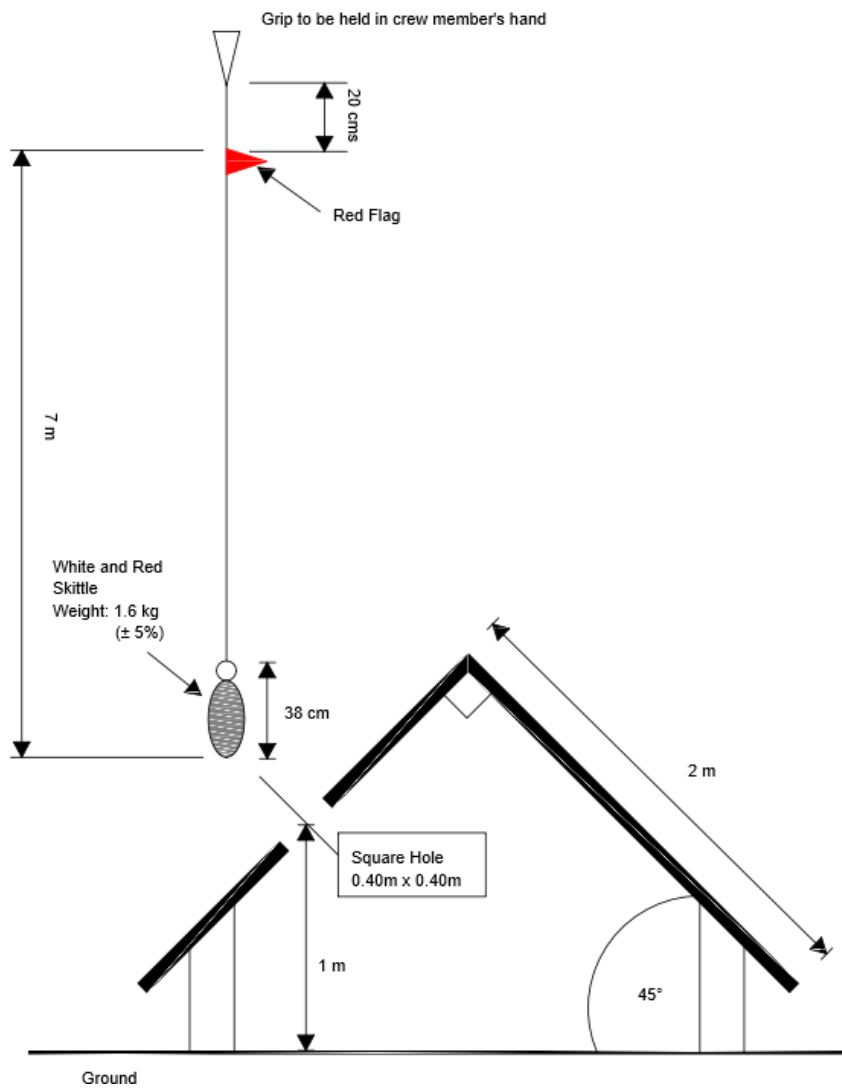 Grip to be held in crew member's hand
20 cms
Red Flag
7 m
White and Red
Skittle
Weight: 1.6 kg
(± 5%)
38 cm
2 m
Square Hole
0.40m x 0.40m
1 m
45°
Ground